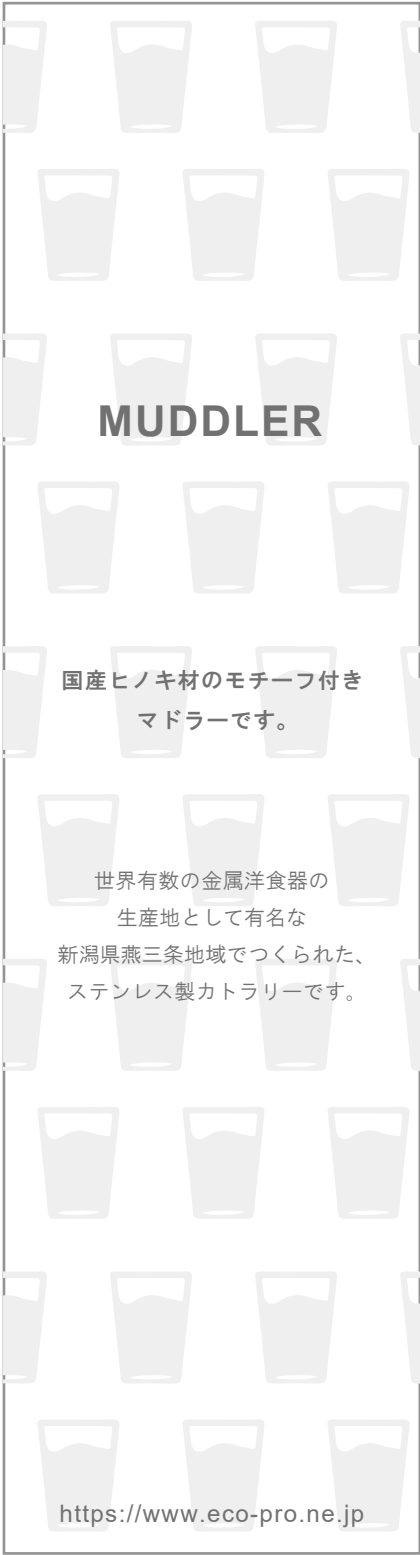 MUDDLER
国産ヒノキ材のモチーフ付き
マドラーです。
世界有数の金属洋食器の
生産地として有名な
新潟県燕三条地域でつくられた、
ステンレス製カトラリーです。
https://www.eco-pro.ne.jp